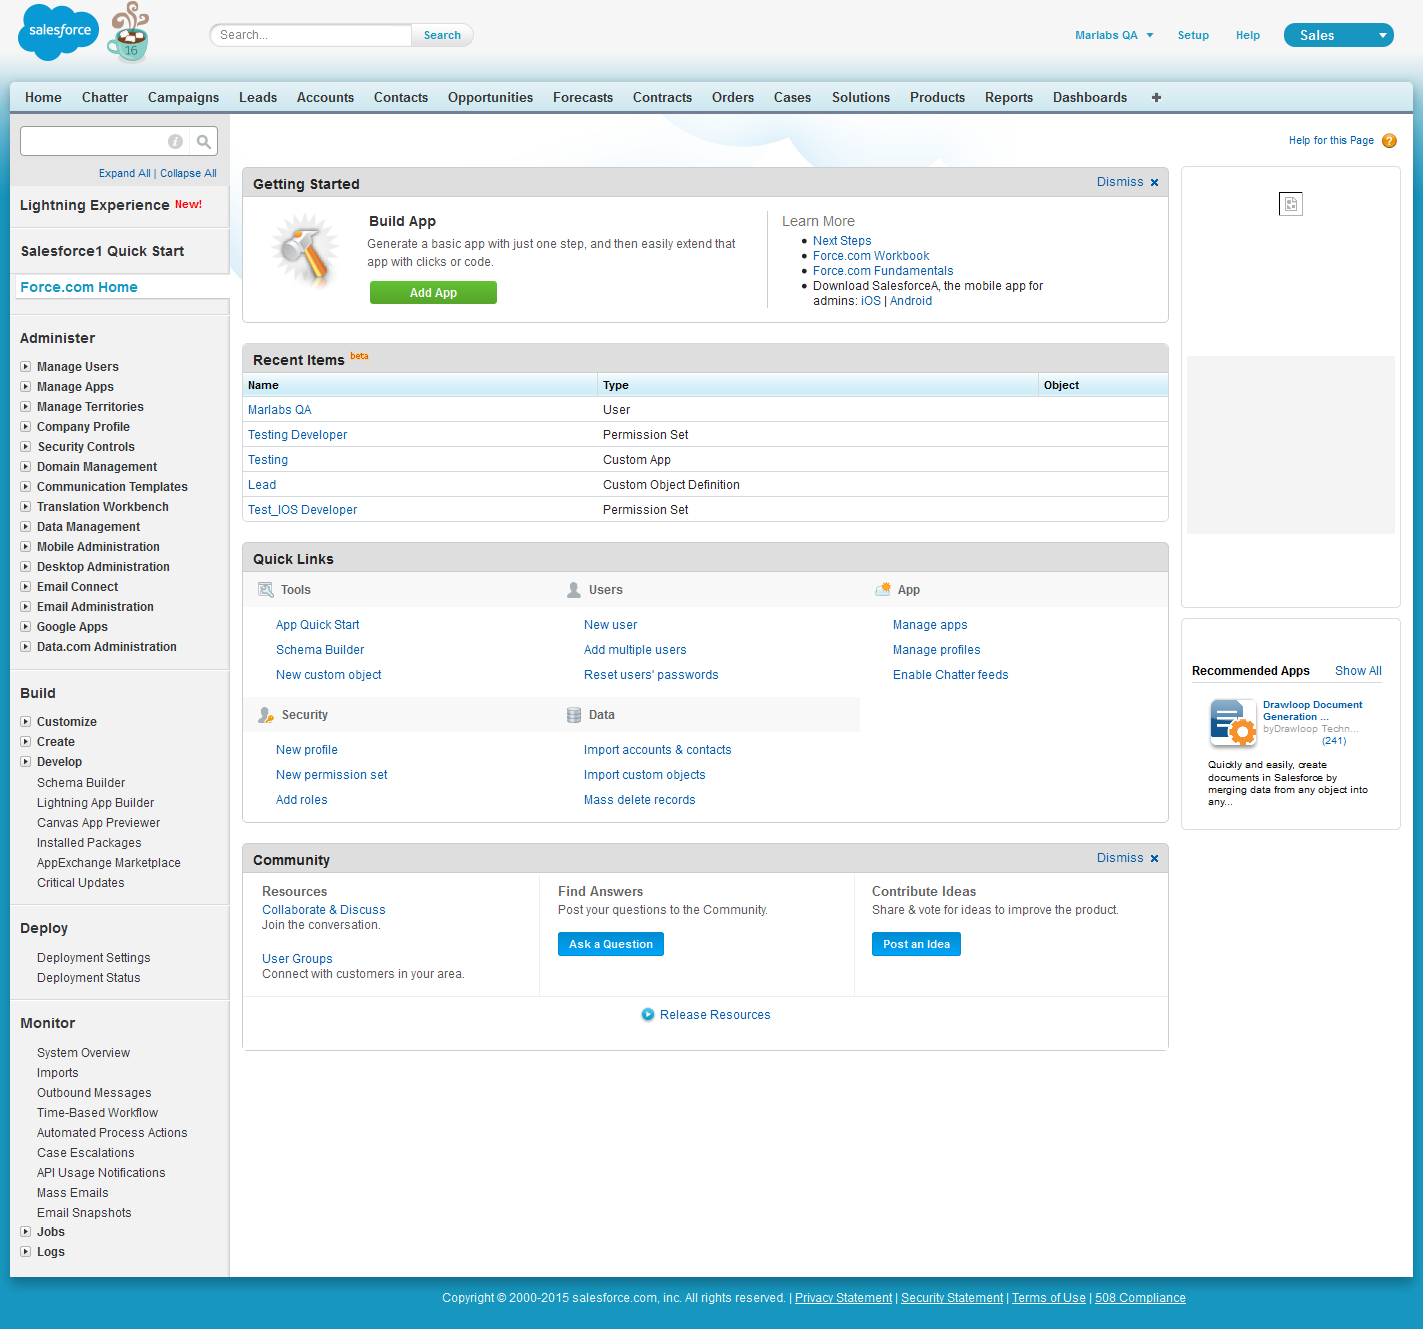 salesforce
16
Search...
Search
Marlabs QA
Setup
Help
Sales
Home
Chatter
Campaigns
Leads
Accounts
Contacts
Opportunities
Forecasts
Contracts
Orders
Cases
Solutions
Products
Reports
Dashboards
+
Expand All | Collapse All
Lightning Experience New!
Salesforce1 Quick Start
Force.com Home
Administer
Manage Users
Manage Apps
Manage Territories
Company Profile
Security Controls
Domain Management
Communication Templates
Translation Workbench
Data Management
Mobile Administration
Desktop Administration
Email Connect
Email Administration
Google Apps
Data.com Administration
Build
Customize
Create
Develop
Schema Builder
Lightning App Builder
Canvas App Previewer
Installed Packages
AppExchange Marketplace
Critical Updates
Deploy
Deployment Settings
Deployment Status
Monitor
System Overview
Imports
Outbound Messages
Time-Based Workflow
Automated Process Actions
Case Escalations
API Usage Notifications
Mass Emails
Email Snapshots
Jobs
Logs
Help for this Page ?
Getting Started
Dismiss x
Build App
Generate a basic app with just one step, and then easily extend that
app with clicks or code.
Add App
Learn More
• Next Steps
• Force.com Workbook
• Force.com Fundamentals
• Download SalesforceA, the mobile app for
admins: iOS | Android
Recent Items beta
Name Type Object
Marlabs QA User
Testing Developer Permission Set
Testing Custom App
Lead Custom Object Definition
Test_IOS Developer Permission Set
Quick Links
Tools
App Quick Start
Schema Builder
New custom object
Users
New user
Add multiple users
Reset users' passwords
App
Manage apps
Manage profiles
Enable Chatter feeds
Security
New profile
New permission set
Add roles
Data
Import accounts & contacts
Import custom objects
Mass delete records
Community
Dismiss x
Resources
Collaborate & Discuss
Join the conversation.
User Groups
Connect with customers in your area.
Find Answers
Post your questions to the Community.
Ask a Question
Contribute Ideas
Share & vote for ideas to improve the product.
Post an Idea
Release Resources
Recommended Apps
Show All
Drawloop Document
Generation ...
byDrawloop Techn...
(241)
Quickly and easily, create
documents in Salesforce by
merging data from any object into
any...
Copyright © 2000-2015 salesforce.com, inc. All rights reserved. | Privacy Statement | Security Statement | Terms of Use | 508 Compliance